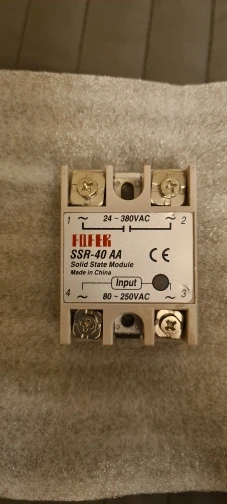 1 ~ 24 ~ 380VAC ~ 2
FQFER
SSR-40 AA
CE
Solid State Module
Made in China
Input
4 ~ 80 ~ 250VAC ~ 3